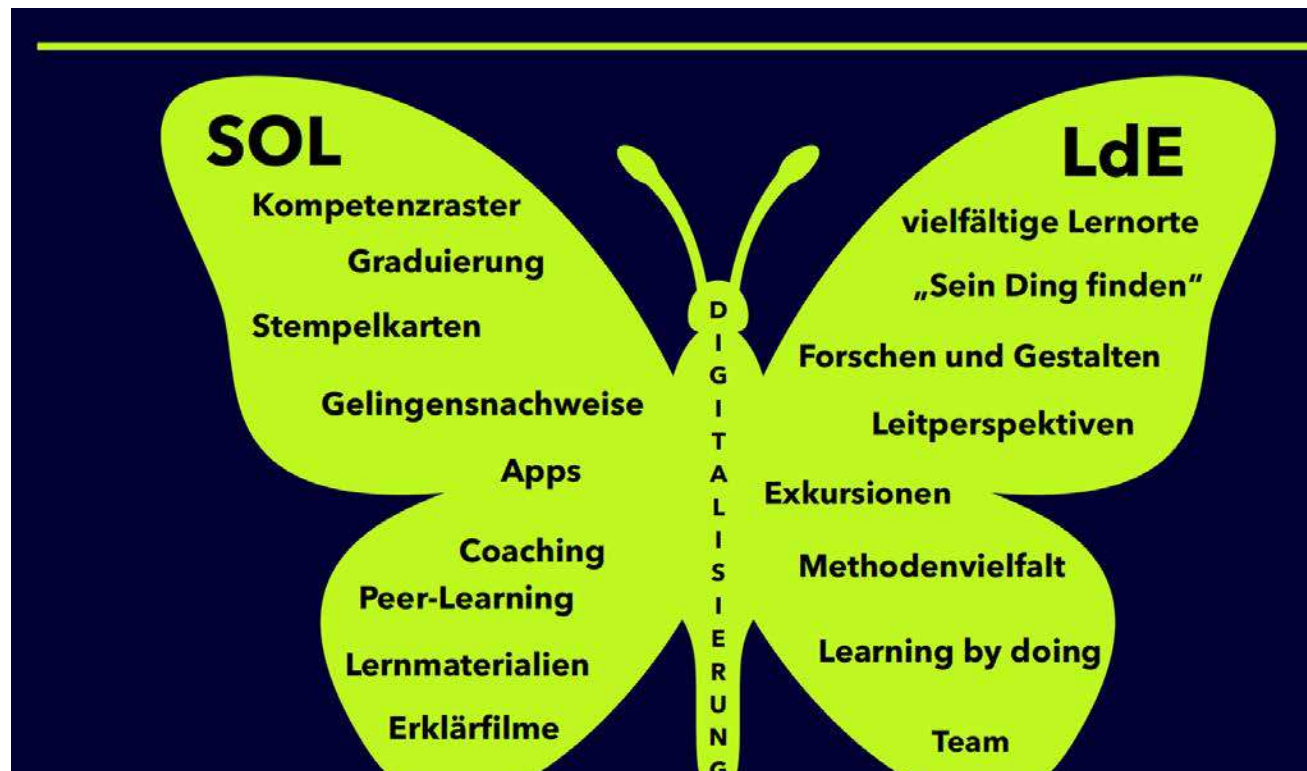 SOL
Kompetenzraster
Graduierung
Stempelkarten
Gelingensnachweise
Apps
Coaching
Peer-Learning
Lernmaterialien
Erklärfilme
DIGITALISIERUNG
LdE
vielfältige Lernorte
„Sein Ding finden“
Forschen und Gestalten
Leitperspektiven
Exkursionen
Methodenvielfalt
Learning by doing
Team